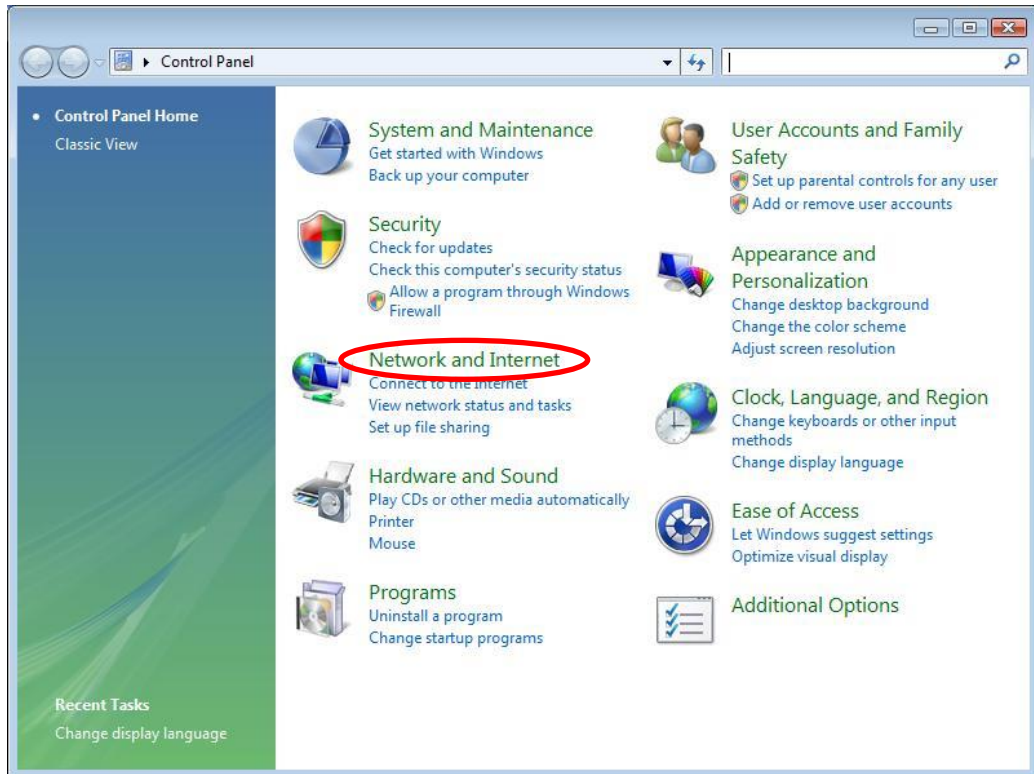 Control Panel
Control Panel Home
Classic View
System and Maintenance
Get started with Windows
Back up your computer
Security
Check for updates
Check this computer's security status
Allow a program through Windows
Firewall
Network and Internet
Connect to the Internet
View network status and tasks
Set up file sharing
Hardware and Sound
Play CDs or other media automatically
Printer
Mouse
Programs
Uninstall a program
Change startup programs
User Accounts and Family
Safety
Set up parental controls for any user
Add or remove user accounts
Appearance and
Personalization
Change desktop background
Change the color scheme
Adjust screen resolution
Clock, Language, and Region
Change keyboards or other input
methods
Change display language
Ease of Access
Let Windows suggest settings
Optimize visual display
Additional Options
Recent Tasks
Change display language